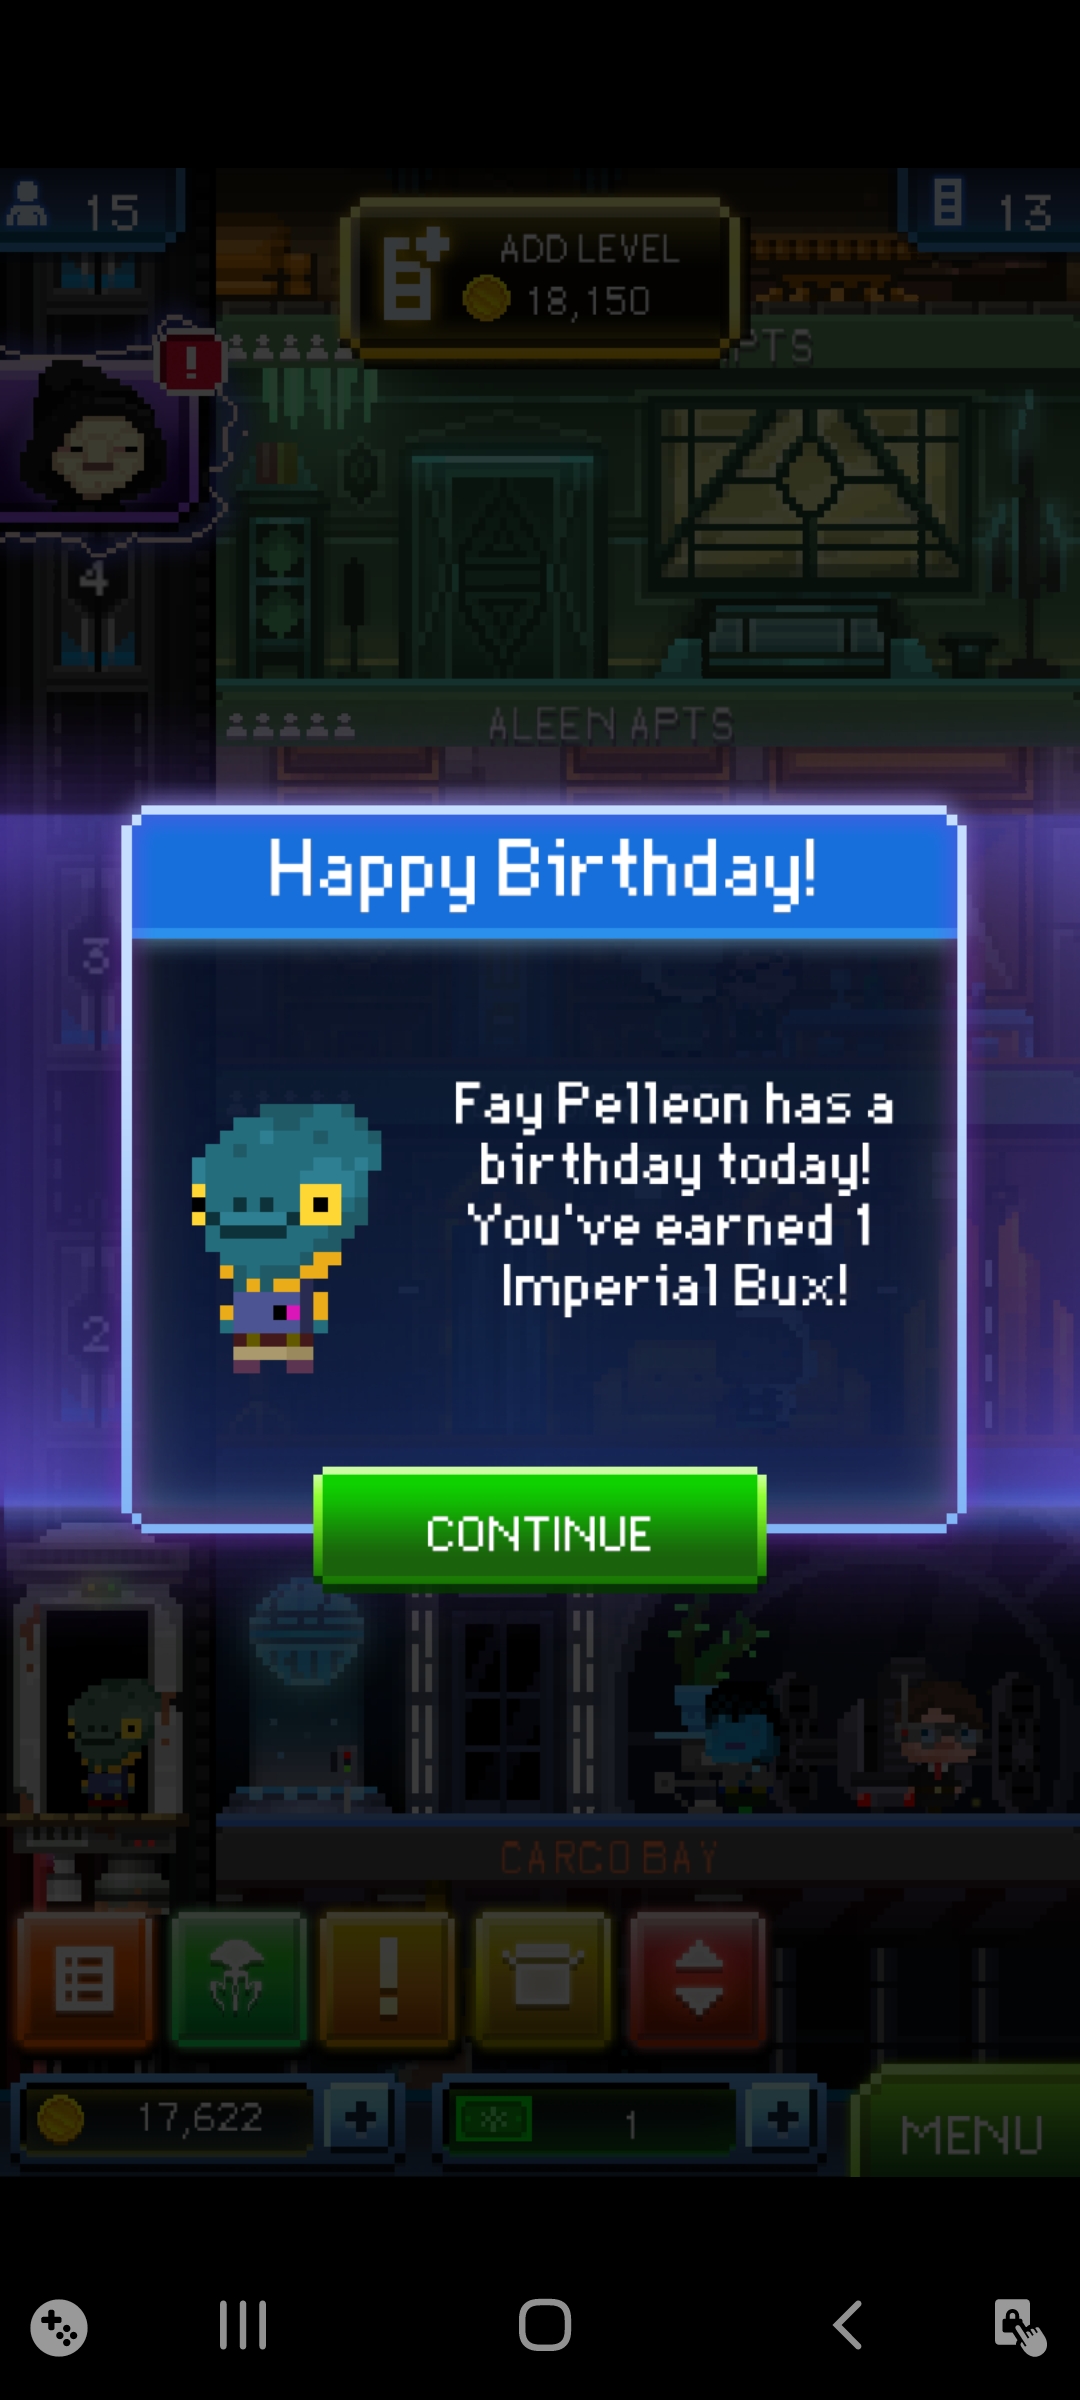 15
ADD LEVEL
18,150
13
!
PTS
4
ALEEN APTS
Happy Birthday!
3
Fay Pelleon has a
birthday today!
You've earned 1
Imperial Bux!
2
CONTINUE
CARGO BAY
!
17,622
+
1
+
MENU